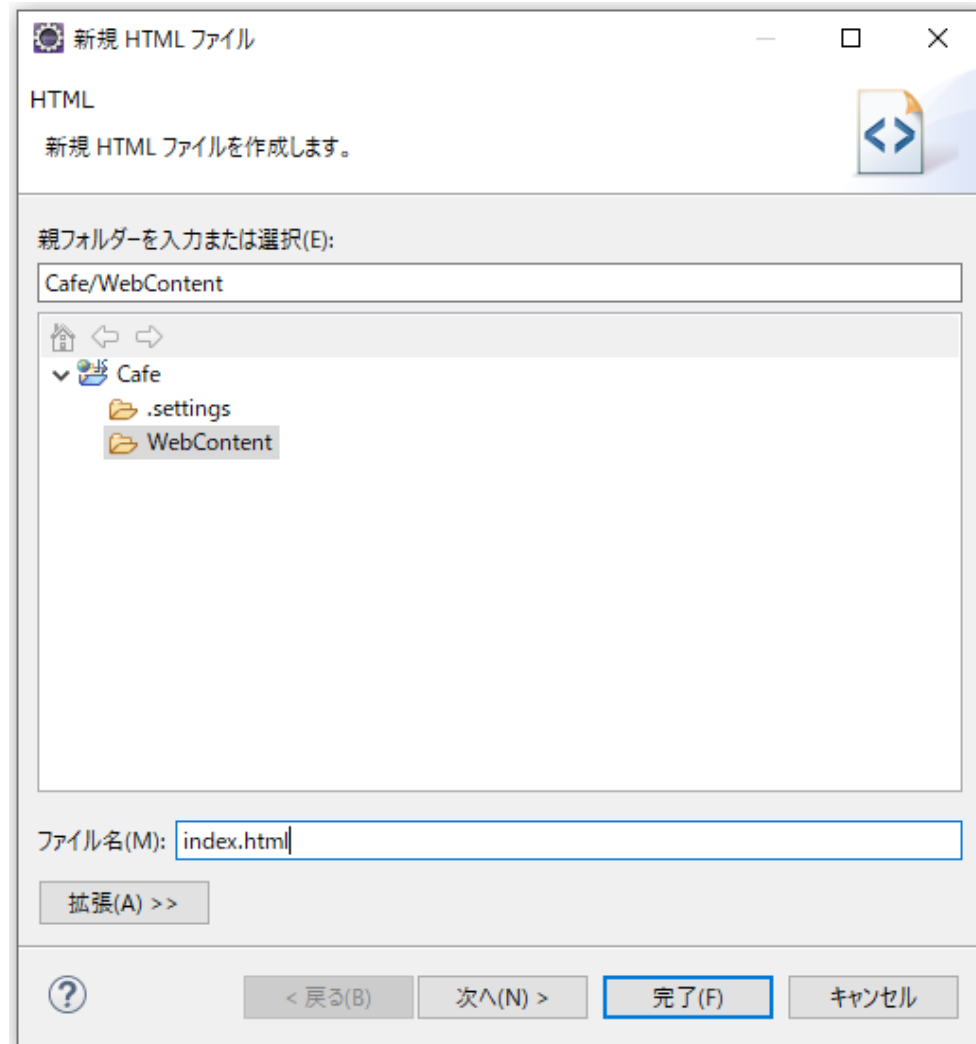 新規 HTML ファイル
HTML
新規 HTML ファイルを作成します。
親フォルダーを入力または選択(E):
Cafe/WebContent
Cafe
.settings
WebContent
ファイル名(M): index.html
拡張(A) >>
< 戻る(B) 次へ(N) > 完了(F) キャンセル